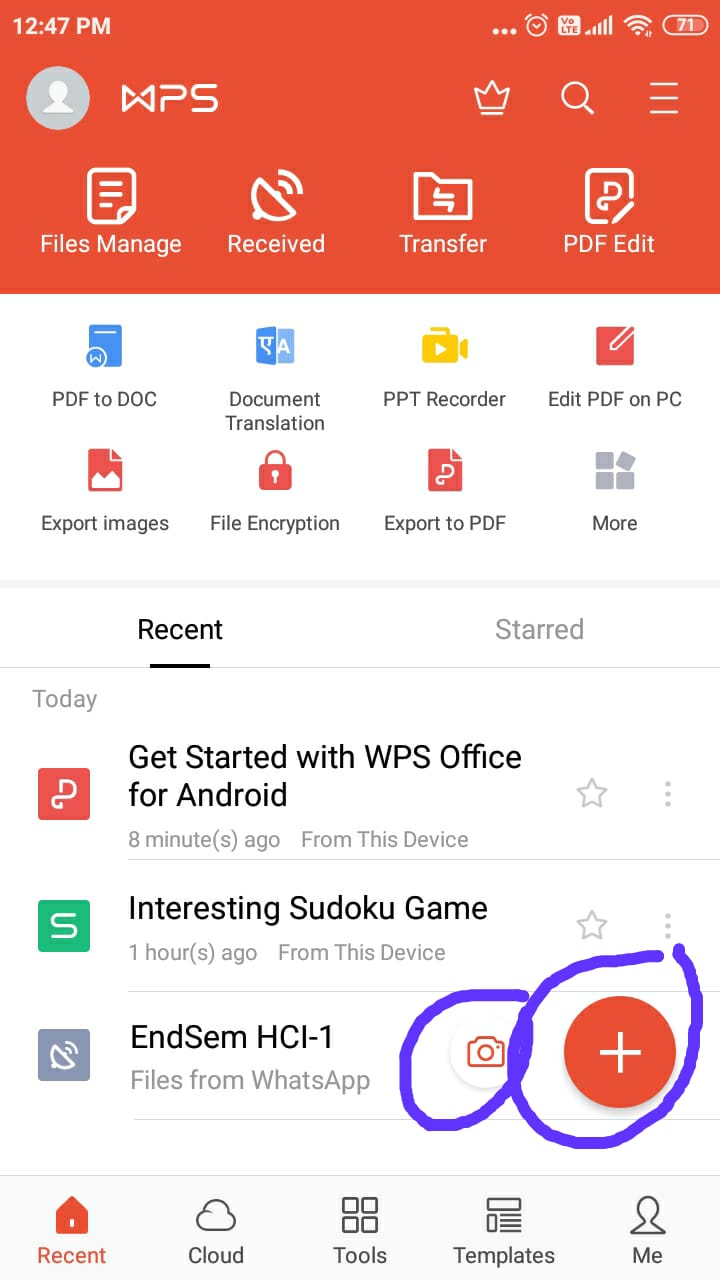 12:47 PM
Vo LTE
71
WPS
Files Manage
Received
Transfer
PDF Edit
W
ए A
PDF to DOC
Document
Translation
PPT Recorder
Edit PDF on PC
Export images
File Encryption
Export to PDF
More
Recent
Starred
Today
Get Started with WPS Office
for Android
8 minute(s) ago From This Device
S
Interesting Sudoku Game
1 hour(s) ago From This Device
EndSem HCI-1
Files from WhatsApp
Recent
Cloud
Tools
Templates
Me